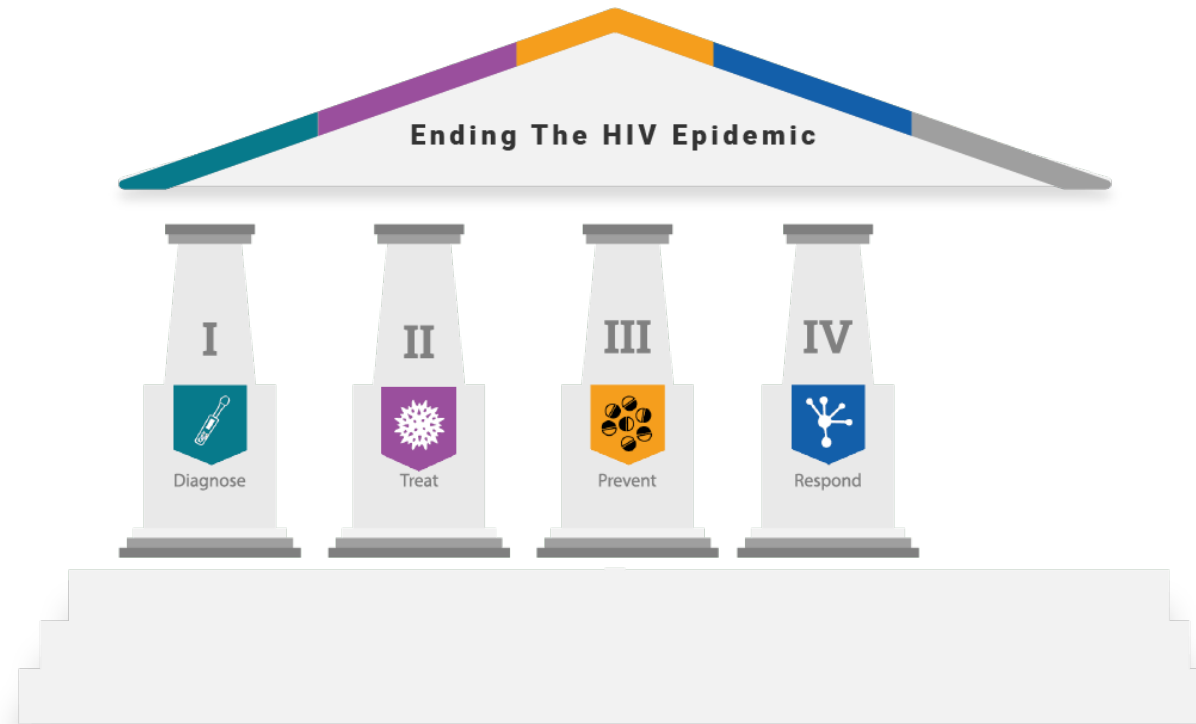 Ending The HIV Epidemic
I
II
III
IV
Diagnose
Treat
Prevent
Respond